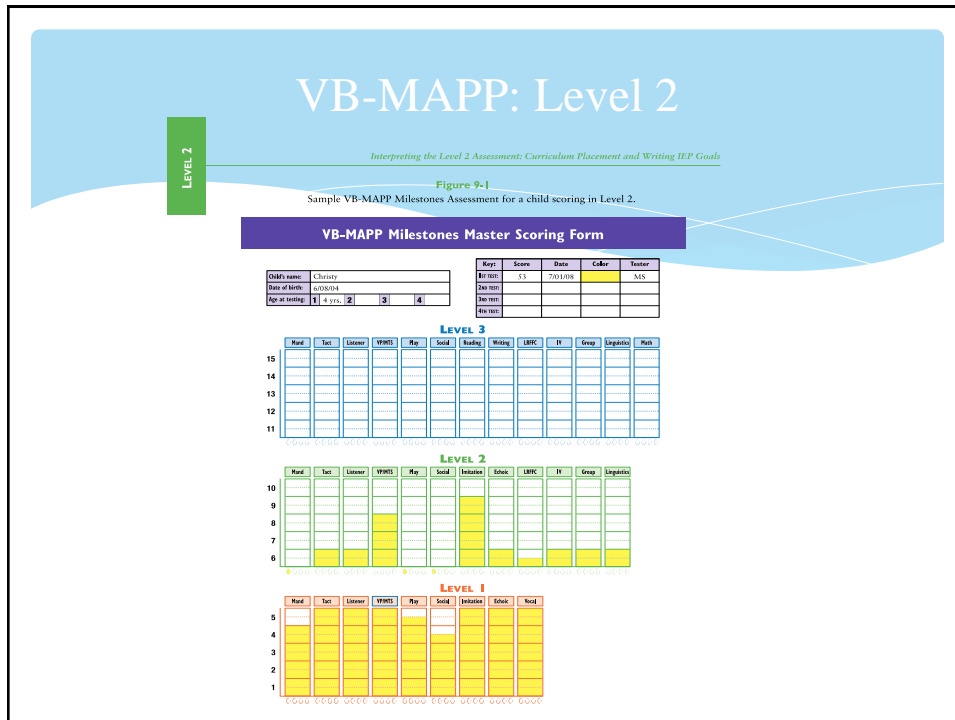 VB-MAPP: Level 2
LEVEL 2
Interpreting the Level 2 Assessment: Curriculum Placement and Writing IEP Goals
Figure 9-1
Sample VB-MAPP Milestones Assessment for a child scoring in Level 2.
VB-MAPP Milestones Master Scoring Form
Child's name: Christy
Date of birth: 6/08/04
Age at testing: 1 4 yrs. 2 3 4
Key: Score Date Color Tester
1ST TEST: 53 7/01/08 MS
2ND TEST:
3RD TEST:
4TH TEST:
LEVEL 3
Mand Tact Listener VP/MTS Play Social Reading Writing LRFFC IV Group Linguistics Math
15
14
13
12
11
LEVEL 2
Mand Tact Listener VP/MTS Play Social Imitation Echoic LRFFC IV Group Linguistics
10
9
8
7
6
LEVEL 1
Mand Tact Listener VP/MTS Play Social Imitation Echoic Vocal
5
4
3
2
1